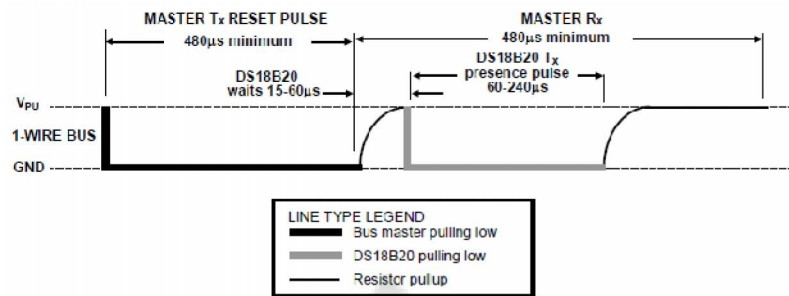 MASTER Tx RESET PULSE
480µs minimum
MASTER Rx
480µs minimum
DS18B20
waits 15-60µs
DS18B20 TX
presence pulse
60-240µs
VPU
1-WIRE BUS
GND
LINE TYPE LEGEND
Bus master pulling low
DS18B20 pulling low
Resistor pullup